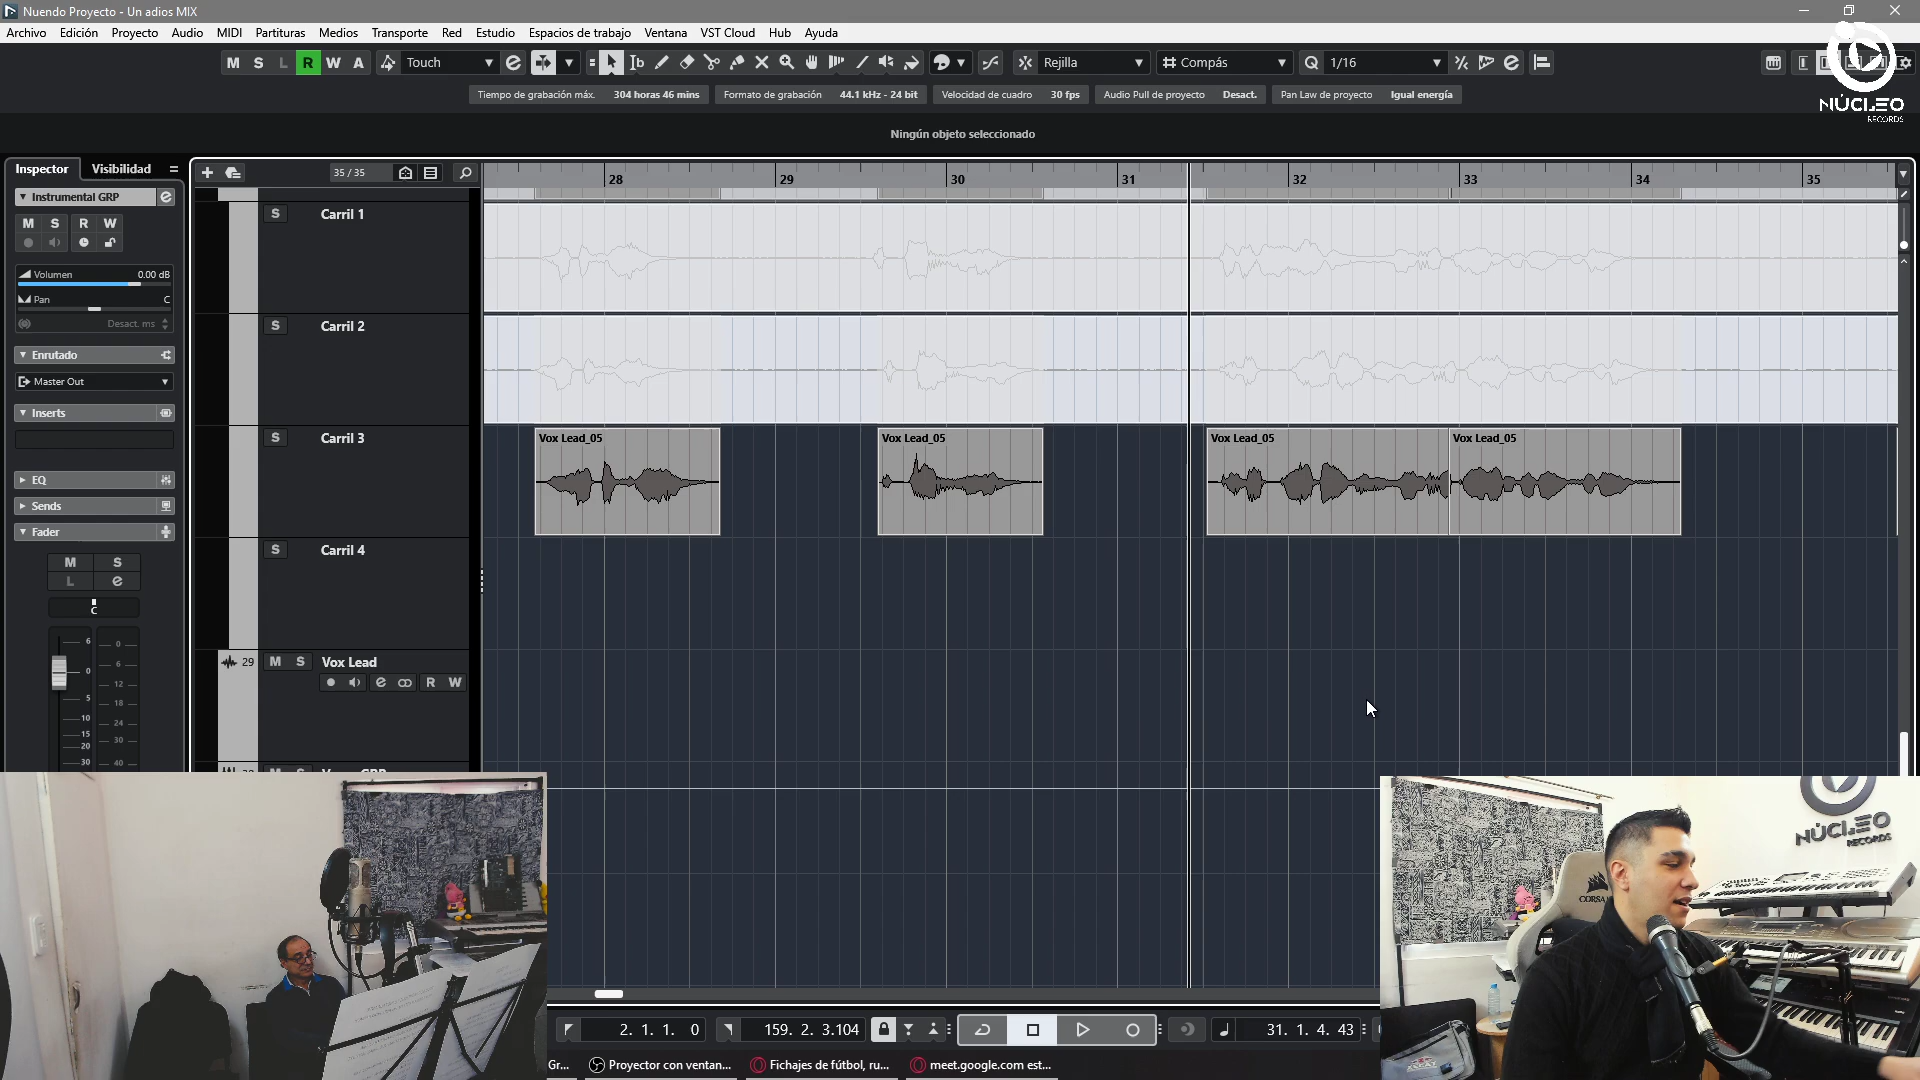 Nuendo Proyecto - Un adios MIX
Archivo Edición Proyecto Audio MIDI Partituras Medios Transporte Red Estudio Espacios de trabajo Ventana VST Cloud Hub Ayuda
M S L R W A Touch Rejilla Compás Q 1/16
Tiempo de grabación máx. 304 horas 46 mins Formato de grabación 44.1 kHz - 24 bit Velocidad de cuadro 30 fps Audio Pull de proyecto Desact. Pan Law de proyecto Igual energía
NÚCLEO
RECORDS
Ningún objeto seleccionado
Inspector Visibilidad
35 / 35
28 29 30 31 32 33 34 35
Instrumental GRP
M S R W
Volumen 0.00 dB
Pan C
Desact. ms
Enrutado
Master Out
Inserts
EQ
Sends
Fader
M S
L e
C
6
0
5
10
15
20
30
0
6
12
18
24
30
40
S Carril 1
S Carril 2
S Carril 3
Vox Lead_05 Vox Lead_05 Vox Lead_05 Vox Lead_05
S Carril 4
29 M S Vox Lead
R W
NÚCLEO
RECORDS
CORSAIR
2. 1. 1. 0 159. 2. 3.104 31. 1. 4. 43
Gr... Proyector con ventan... Fichajes de fútbol, ru... meet.google.com est...